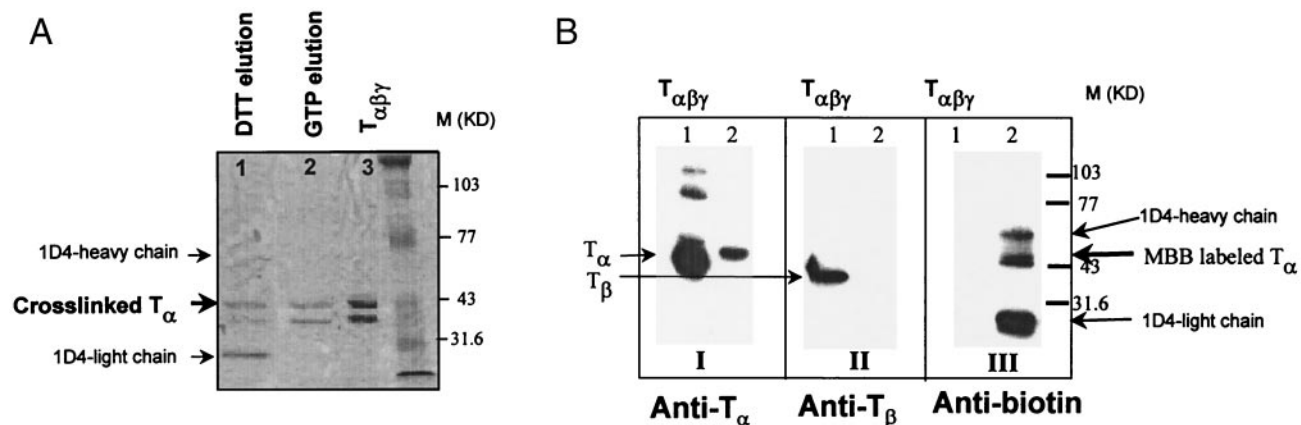 A
DTT elution
GTP elution
Tαβγ
M (KD)
1 2 3
103
77
43
31.6
1D4-heavy chain
Crosslinked Tα
1D4-light chain
B
Tαβγ Tαβγ Tαβγ M (KD)
1 2 1 2 1 2
103
77
43
31.6
Tα
Tβ
1D4-heavy chain
MBB labeled Tα
1D4-light chain
I II III
Anti-Tα Anti-Tβ Anti-biotin